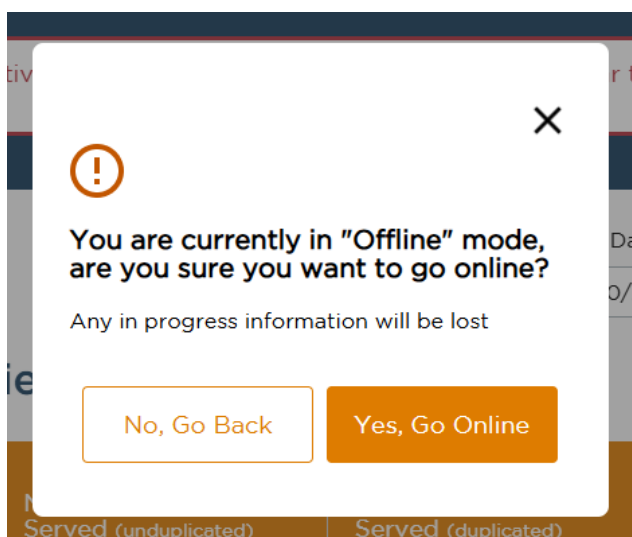 You are currently in "Offline" mode,
are you sure you want to go online?
Any in progress information will be lost
No, Go Back
Yes, Go Online
Served (unduplicated)
Served (duplicated)